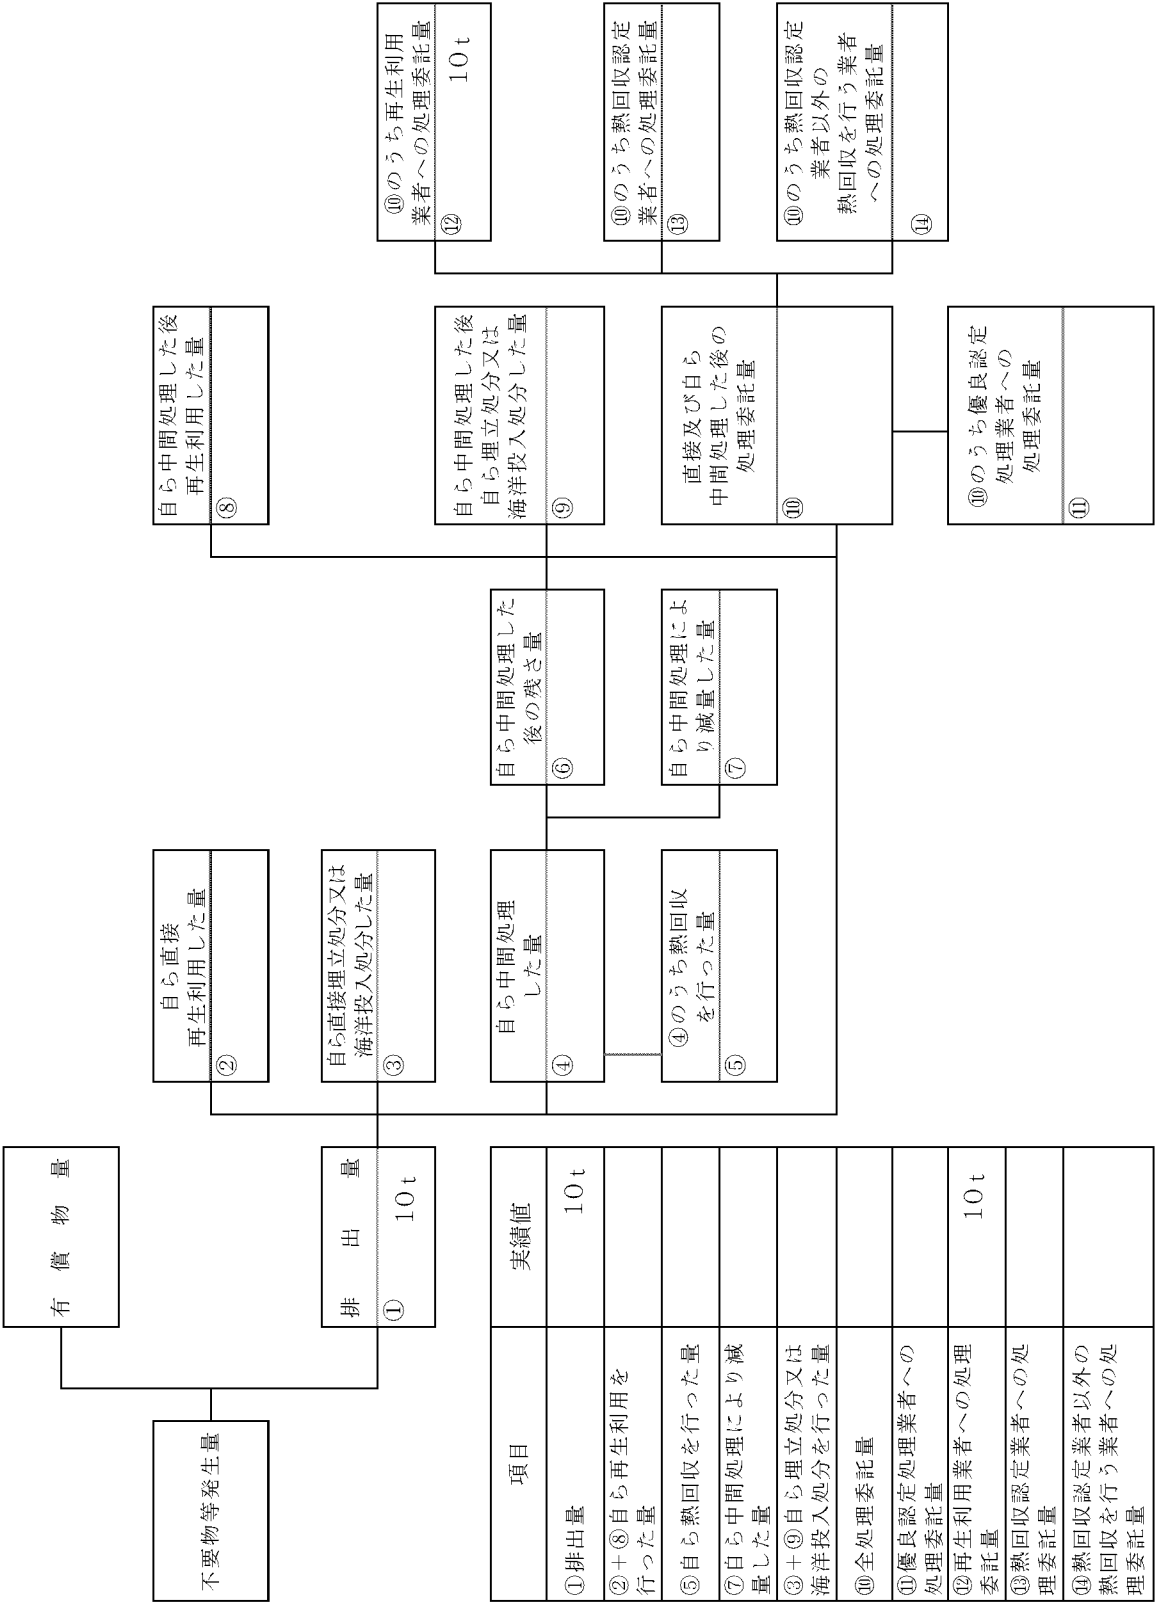 不要物等発生量
有償物量
排出量
①
10t
自ら直接
再生利用した量
②
自ら直接埋立処分又は
海洋投入処分した量
③
自ら中間処理
した量
④
④のうち熱回収
を行った量
⑤
自ら中間処理した
後の残さ量
⑥
自ら中間処理によ
り減量した量
⑦
自ら中間処理した後
再生利用した量
⑧
自ら中間処理した後
自ら埋立処分又は
海洋投入処分した量
⑨
直接及び自ら
中間処理した後の
処理委託量
⑩
⑩のうち優良認定
処理業者への
処理委託量
⑪
⑩のうち再生利用
業者への処理委託量
⑫
10t
⑩のうち熱回収認定
業者への処理委託量
⑬
⑩のうち熱回収認定
業者以外の
熱回収を行う業者
への処理委託量
⑭
項目 実績値
①排出量 10t
②＋⑧自ら再生利用を
行った量
⑤自ら熱回収を行った量
⑦自ら中間処理により減
量した量
③＋⑨自ら埋立処分又は
海洋投入処分を行った量
⑩全処理委託量
⑪優良認定処理業者への
処理委託量
⑫再生利用業者への処理
委託量 10t
⑬熱回収認定業者への処
理委託量
⑭熱回収認定業者以外の
熱回収を行う業者への処
理委託量